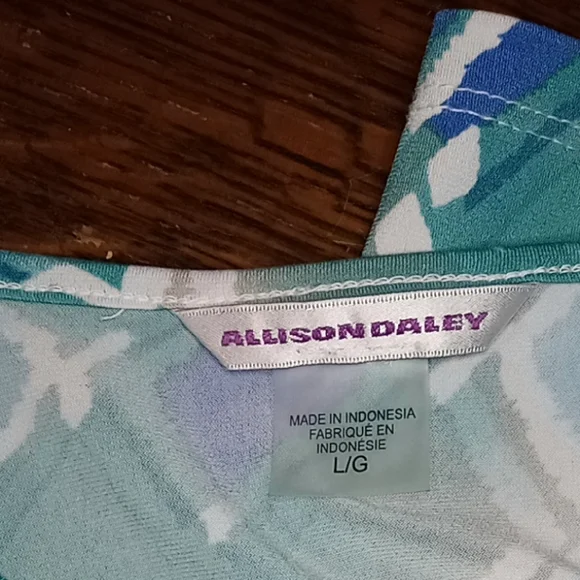 ALLISON DALEY
MADE IN INDONESIA
FABRIQUÉ EN
INDONÉSIE
L/G